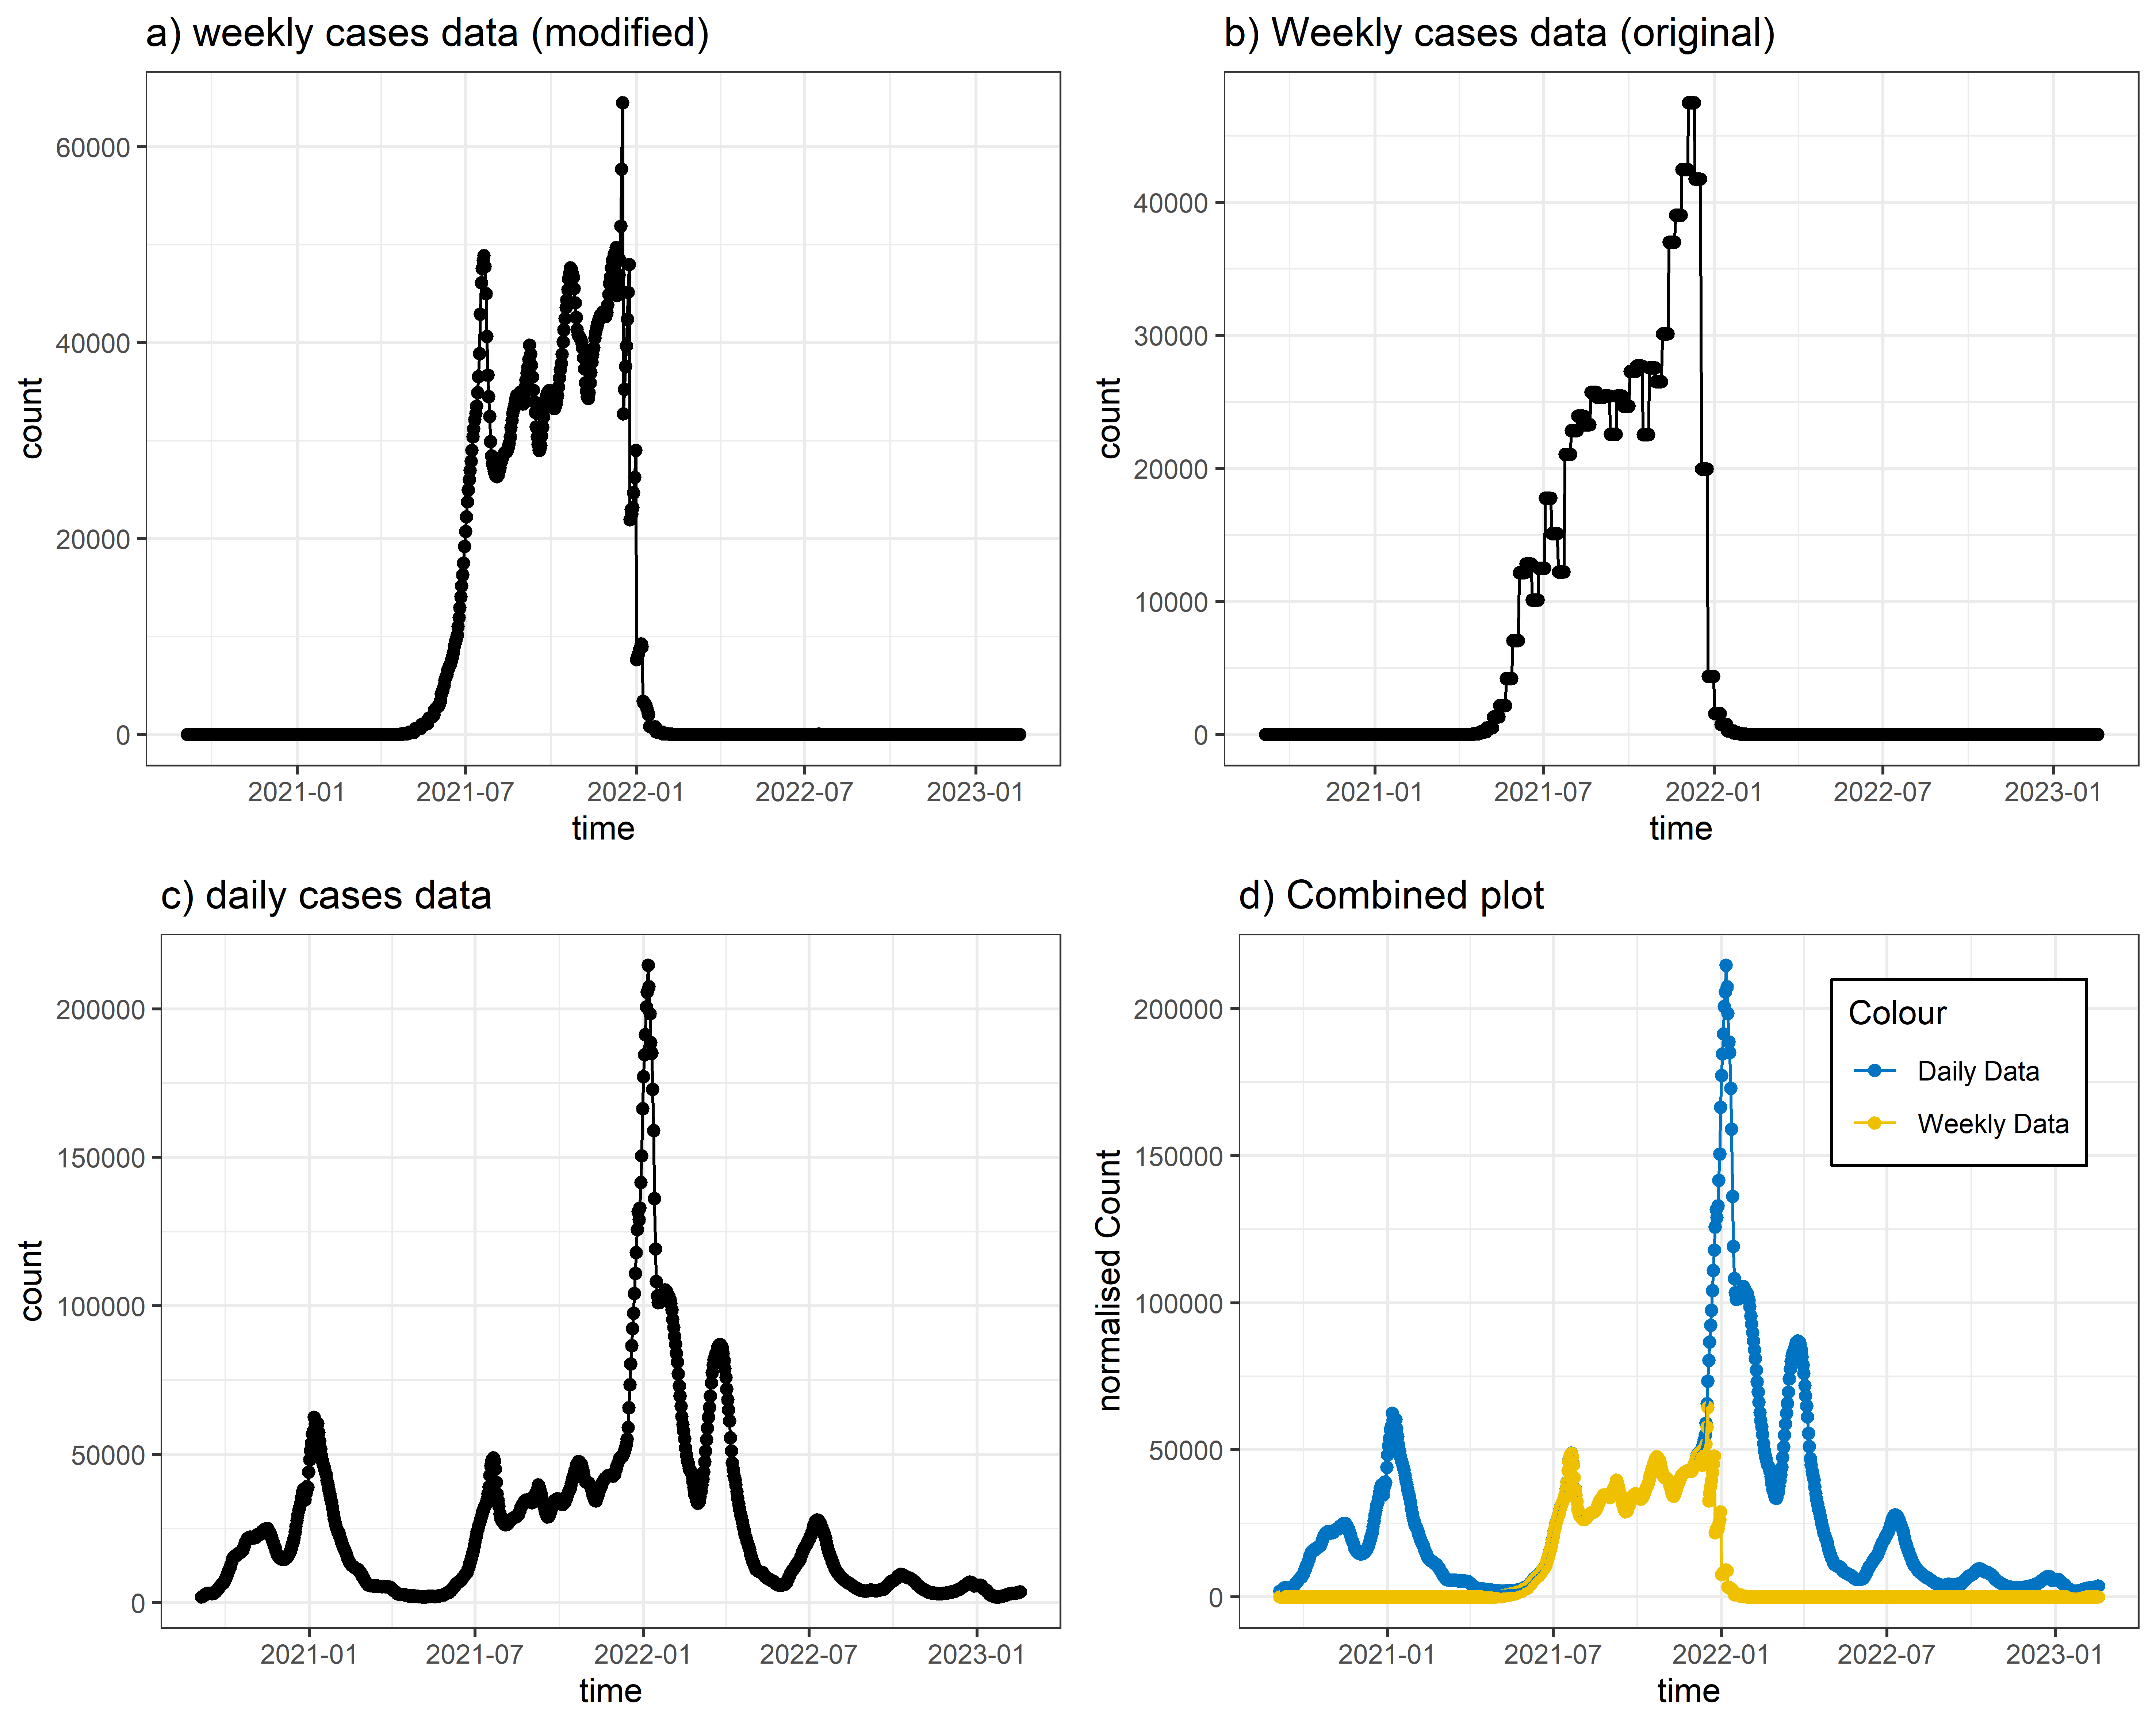 a) weekly cases data (modified)
60000
40000
20000
0
count
2021-01 2021-07 2022-01 2022-07 2023-01
time
b) Weekly cases data (original)
40000
30000
20000
10000
0
count
2021-01 2021-07 2022-01 2022-07 2023-01
time
c) daily cases data
200000
150000
100000
50000
0
count
2021-01 2021-07 2022-01 2022-07 2023-01
time
d) Combined plot
200000
150000
100000
50000
0
normalised Count
Colour
Daily Data
Weekly Data
2021-01 2021-07 2022-01 2022-07 2023-01
time